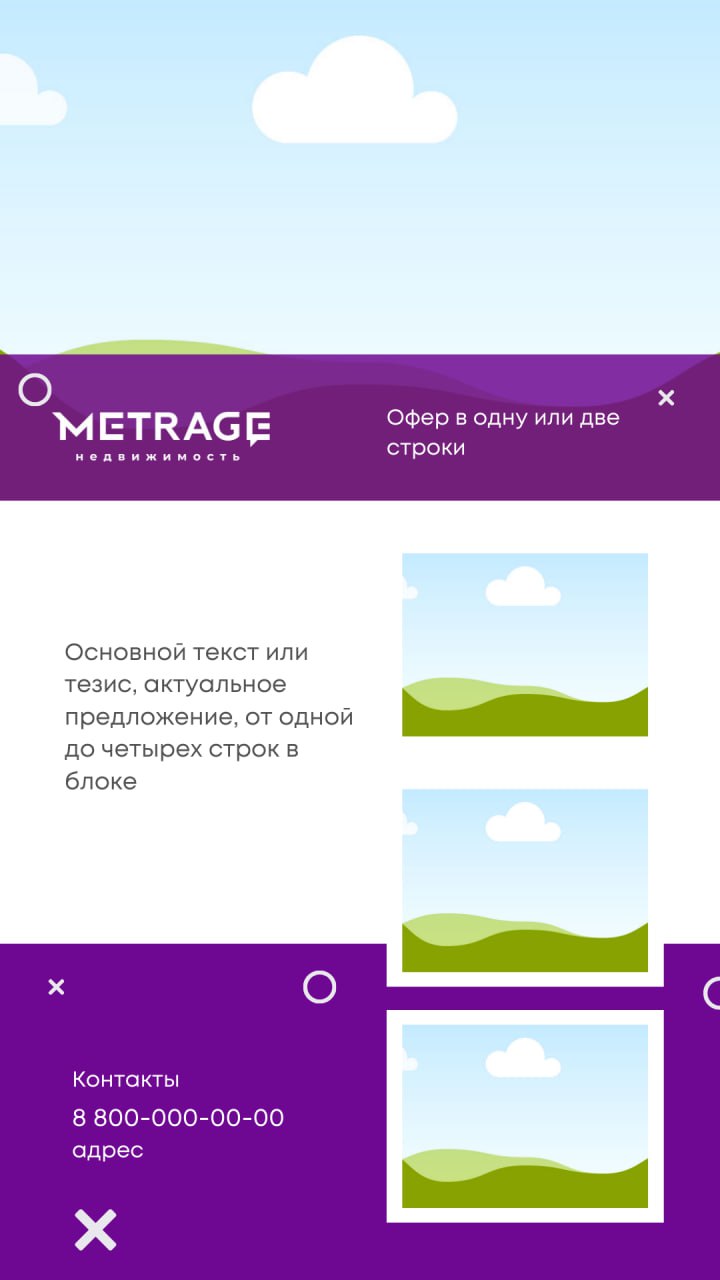 METRAGE
недвижимость
Офер в одну или две
строки
Основной текст или
тезис, актуальное
предложение, от одной
до четырех строк в
блоке
Контакты
8 800-000-00-00
адрес